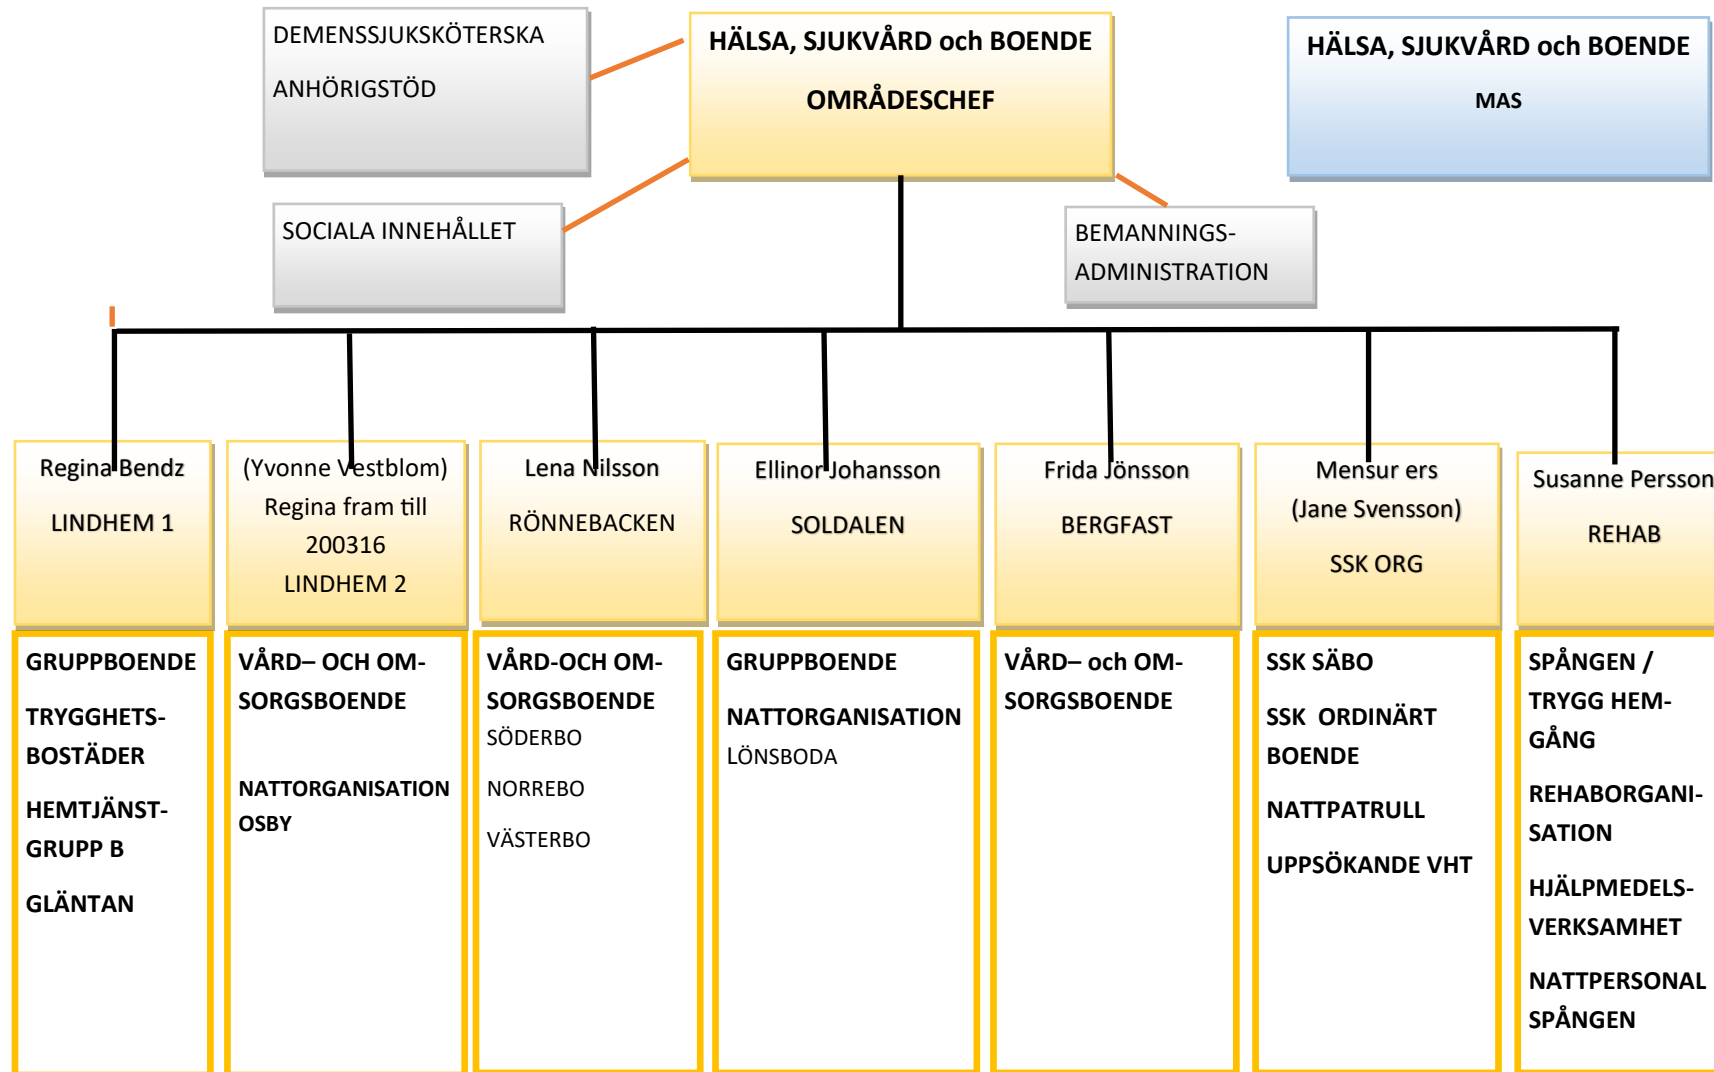 DEMENSSJUKSKÖTERSKA
ANHÖRIGSTÖD
HÄLSA, SJUKVÅRD och BOENDE
OMRÅDESCHEF
HÄLSA, SJUKVÅRD och BOENDE
MAS
SOCIALA INNEHÅLLET
BEMANNINGS-
ADMINISTRATION
Regina Bendz
LINDHEM 1
(Yvonne Vestblom)
Regina fram till
200316
LINDHEM 2
Lena Nilsson
RÖNNEBACKEN
Ellinor Johansson
SOLDALEN
Frida Jönsson
BERGFAST
Mensur ers
(Jane Svensson)
SSK ORG
Susanne Persson
REHAB
GRUPPBOENDE
TRYGGHETS-
BOSTÄDER
HEMTJÄNST-
GRUPP B
GLÄNTAN
VÅRD– OCH OM-
SORGSBOENDE
NATTORGANISATION
OSBY
VÅRD-OCH OM-
SORGSBOENDE
SÖDERBO
NORREBO
VÄSTERBO
GRUPPBOENDE
NATTORGANISATION
LÖNSBODA
VÅRD– och OM-
SORGSBOENDE
SSK SÄBO
SSK  ORDINÄRT
BOENDE
NATTPATRULL
UPPSÖKANDE VHT
SPÅNGEN /
TRYGG HEM-
GÅNG
REHABORGANI-
SATION
HJÄLPMEDELS-
VERKSAMHET
NATTPERSONAL
SPÅNGEN